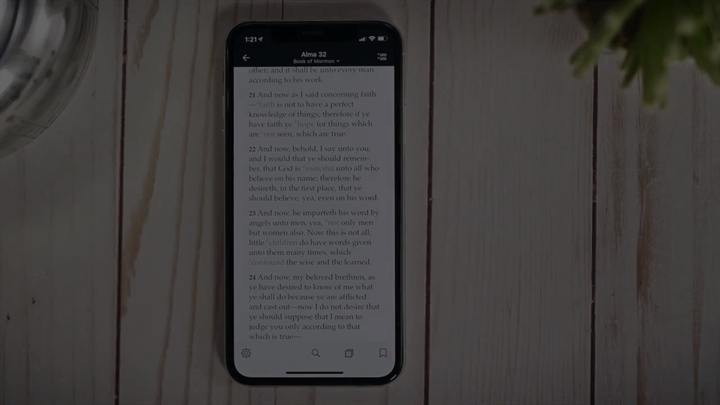 1:21
Alma 32
Book of Mormon
other; and it shall be unto every man
according to his work.
21 And now as I said concerning faith
—faith is not to have a perfect
knowledge of things; therefore if ye
have faith ye hope for things which
are not seen, which are true.
22 And now, behold, I say unto you,
and I would that ye should remem-
ber, that God is merciful unto all who
believe on his name; therefore he
desireth, in the first place, that ye
should believe, yea, even on his word.
23 And now, he imparteth his word by
angels unto men, yea, not only men
but women also. Now this is not all;
little children do have words given
unto them many times, which
confound the wise and the learned.
24 And now, my beloved brethren, as
ye have desired to know of me what
ye shall do because ye are afflicted
and cast out—now I do not desire that
ye should suppose that I mean to
judge you only according to that
which is true—